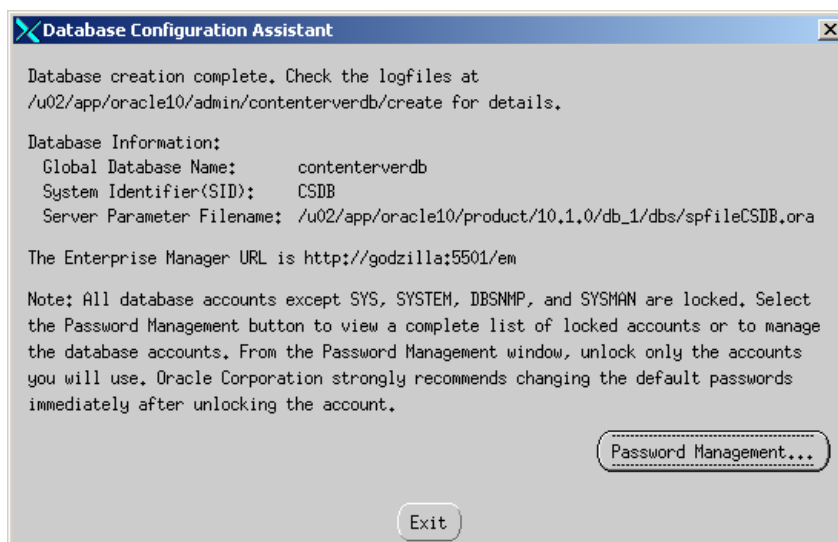 Database Configuration Assistant
Database creation complete. Check the logfiles at
/u02/app/oracle10/admin/contenterverdb/create for details.
Database Information:
Global Database Name: contenterverdb
System Identifier(SID): CSDB
Server Parameter Filename: /u02/app/oracle10/product/10.1.0/db_1/dbs/spfileCSDB.ora
The Enterprise Manager URL is http://godzilla:5501/em
Note: All database accounts except SYS, SYSTEM, DBSNMP, and SYSMAN are locked. Select
the Password Management button to view a complete list of locked accounts or to manage
the database accounts. From the Password Management window, unlock only the accounts
you will use. Oracle Corporation strongly recommends changing the default passwords
immediately after unlocking the account.
Password Management...
Exit